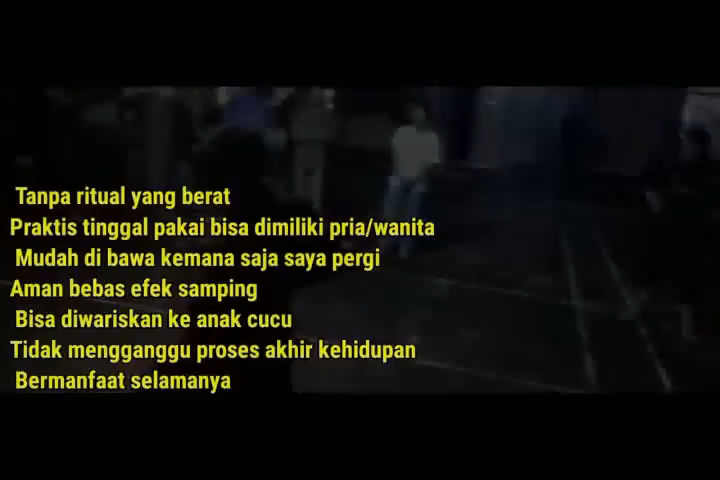 Tanpa ritual yang berat
Praktis tinggal pakai bisa dimiliki pria/wanita
Mudah di bawa kemana saja saya pergi
Aman bebas efek samping
Bisa diwariskan ke anak cucu
Tidak mengganggu proses akhir kehidupan
Bermanfaat selamanya